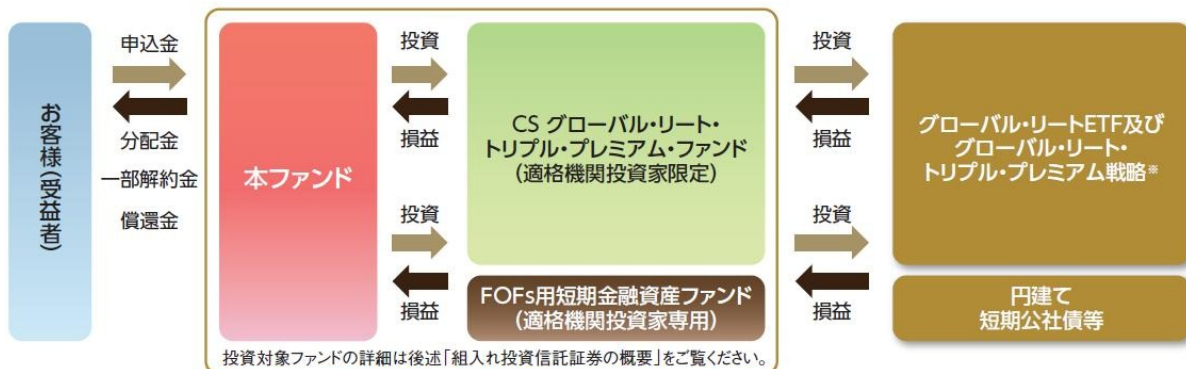 お客様(受益者)
申込金
分配金
一部解約金
償還金
本ファンド
投資
損益
投資
損益
CS グローバル・リート・
トリプル・プレミアム・ファンド
(適格機関投資家限定)
FOFs用短期金融資産ファンド
(適格機関投資家専用)
投資
損益
投資
損益
グローバル・リートETF及び
グローバル・リート・
トリプル・プレミアム戦略※
円建て
短期公社債等
投資対象ファンドの詳細は後述「組入れ投資信託証券の概要」をご覧ください。